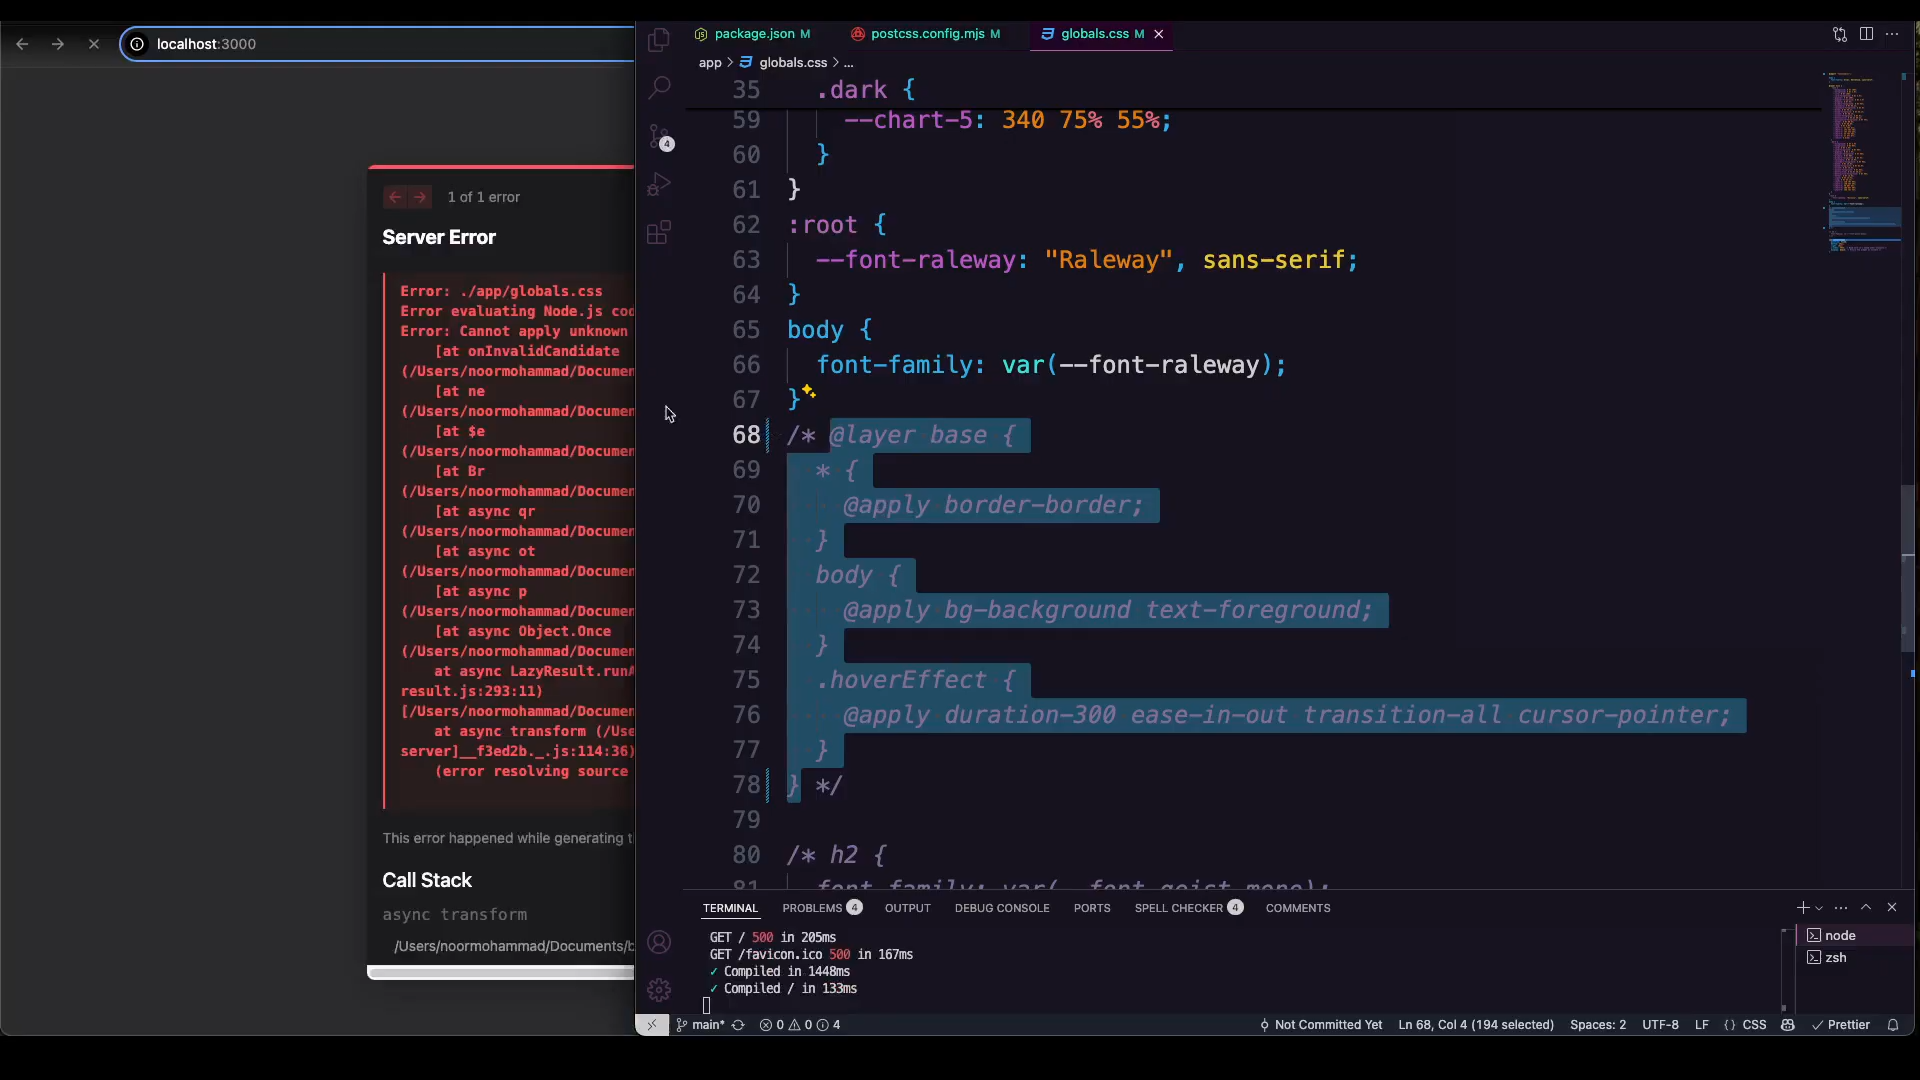 localhost:3000
1 of 1 error
Server Error
Error: ./app/globals.css
Error evaluating Node.js cod
Error: Cannot apply unknown
[at onInvalidCandidate
(/Users/noormohammad/Documen
[at ne
(/Users/noormohammad/Documen
[at $e
(/Users/noormohammad/Documen
[at Br
(/Users/noormohammad/Documen
[at async qr
(/Users/noormohammad/Documen
[at async ot
(/Users/noormohammad/Documen
[at async p
(/Users/noormohammad/Documen
[at async Object.Once
(/Users/noormohammad/Documen
at async LazyResult.runA
result.js:293:11)
[/Users/noormohammad/Documen
at async transform (/Use
server]__f3ed2b._.js:114:36)
(error resolving source
This error happened while generating t
Call Stack
async transform
/Users/noormohammad/Documents/b
package.json M
postcss.config.mjs M
globals.css M
app > globals.css > ...
4
35 .dark {
59 --chart-5: 340 75% 55%;
60 }
61 }
62 :root {
63 --font-raleway: "Raleway", sans-serif;
64 }
65 body {
66 font-family: var(--font-raleway);
67 }
68 /* @layer base {
69 * {
70 @apply border-border;
71 }
72 body {
73 @apply bg-background text-foreground;
74 }
75 .hoverEffect {
76 @apply duration-300 ease-in-out transition-all cursor-pointer;
77 }
78 } */
79
80 /* h2 {
81 font-family: var(--font-geist-mono);
TERMINAL PROBLEMS 4 OUTPUT DEBUG CONSOLE PORTS SPELL CHECKER 4 COMMENTS
GET / 500 in 205ms
GET /favicon.ico 500 in 167ms
✓ Compiled in 1448ms
✓ Compiled / in 133ms
node
zsh
main* 0 0 4 Not Committed Yet Ln 68, Col 4 (194 selected) Spaces: 2 UTF-8 LF {} CSS Prettier